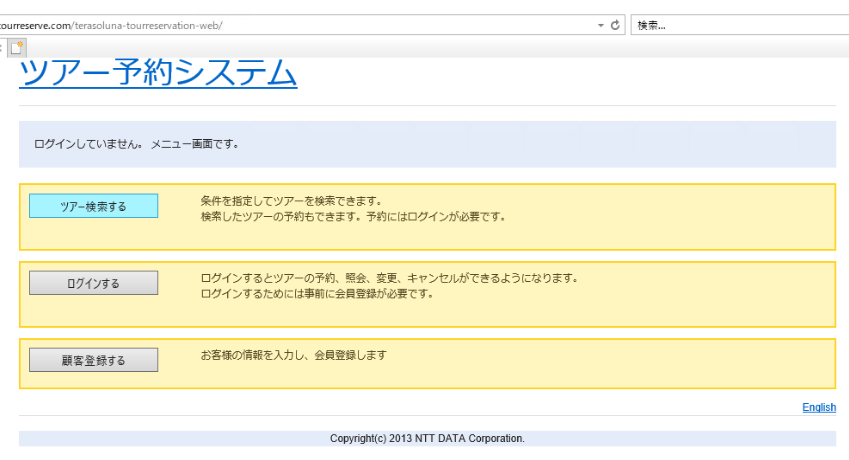 tourreserve.com/terasoluna-tourreservation-web/
検索...
ツアー予約システム
ログインしていません。 メニュー画面です。
ツアー検索する
条件を指定してツアーを検索できます。
検索したツアーの予約もできます。予約にはログインが必要です。
ログインする
ログインするとツアーの予約、照会、変更、キャンセルができるようになります。
ログインするためには事前に会員登録が必要です。
顧客登録する
お客様の情報を入力し、会員登録します
English
Copyright(c) 2013 NTT DATA Corporation.